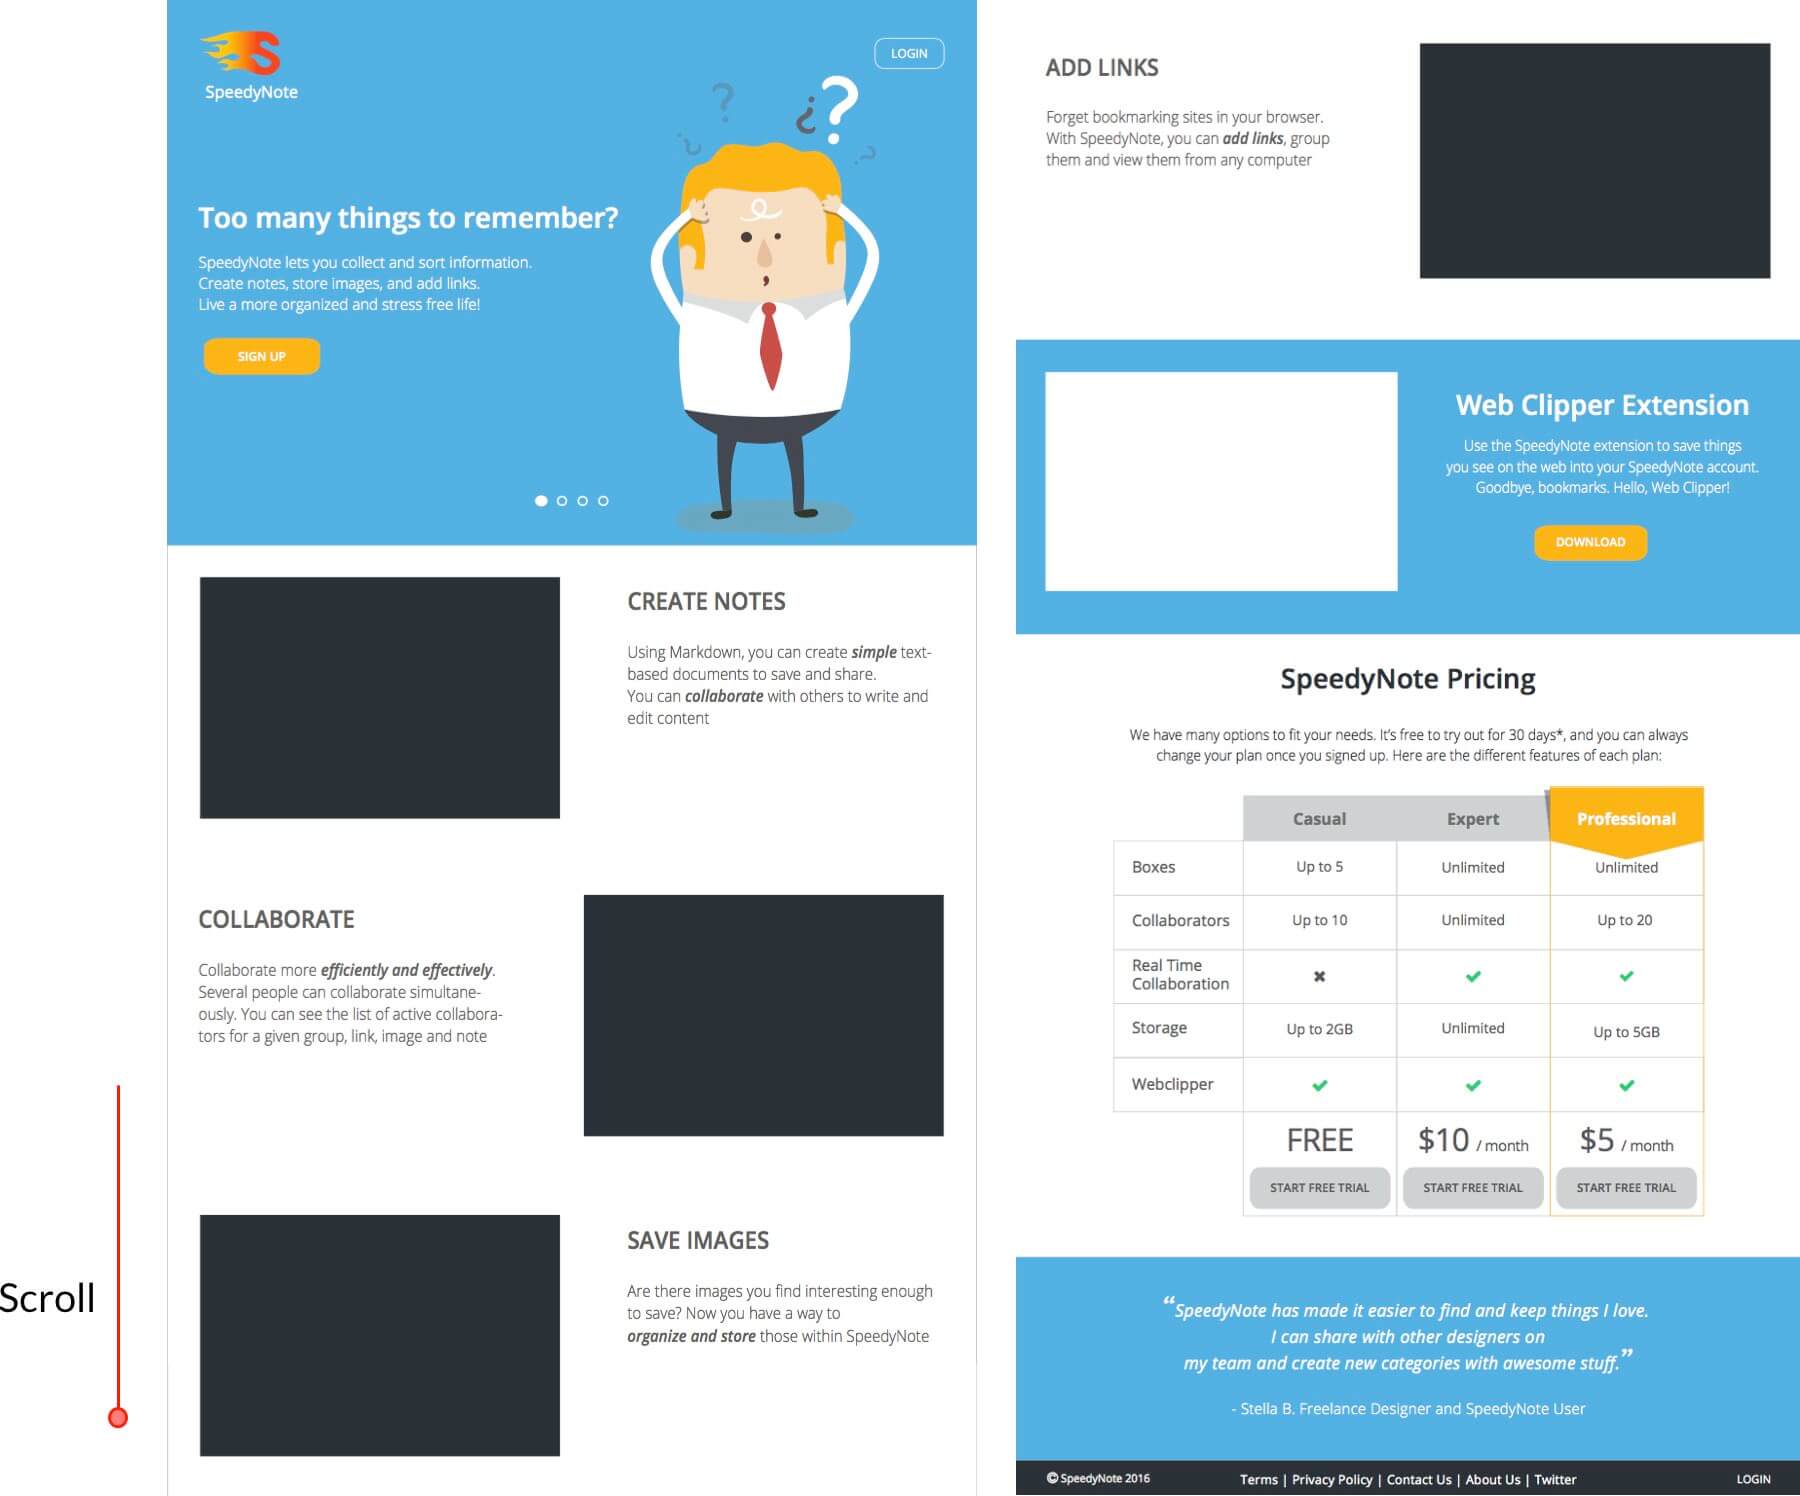 SpeedyNote
LOGIN
Too many things to remember?
SpeedyNote lets you collect and sort information.
Create notes, store images, and add links.
Live a more organized and stress free life!
SIGN UP
CREATE NOTES
Using Markdown, you can create simple text-
based documents to save and share.
You can collaborate with others to write and
edit content
COLLABORATE
Collaborate more efficiently and effectively.
Several people can collaborate simultane-
ously. You can see the list of active collabora-
tors for a given group, link, image and note
Scroll
SAVE IMAGES
Are there images you find interesting enough
to save? Now you have a way to
organize and store those within SpeedyNote
ADD LINKS
Forget bookmarking sites in your browser.
With SpeedyNote, you can add links, group
them and view them from any computer
Web Clipper Extension
Use the SpeedyNote extension to save things
you see on the web into your SpeedyNote account.
Goodbye, bookmarks. Hello, Web Clipper!
DOWNLOAD
SpeedyNote Pricing
We have many options to fit your needs. It's free to try out for 30 days*, and you can always
change your plan once you signed up. Here are the different features of each plan:
Casual Expert Professional
Boxes Up to 5 Unlimited Unlimited
Collaborators Up to 10 Unlimited Up to 20
Real Time
Collaboration ✖ ✔ ✔
Storage Up to 2GB Unlimited Up to 5GB
Webclipper ✔ ✔ ✔
FREE $10 / month $5 / month
START FREE TRIAL START FREE TRIAL START FREE TRIAL
“SpeedyNote has made it easier to find and keep things I love.
I can share with other designers on
my team and create new categories with awesome stuff.”
- Stella B. Freelance Designer and SpeedyNote User
© SpeedyNote 2016 Terms | Privacy Policy | Contact Us | About Us | Twitter LOGIN